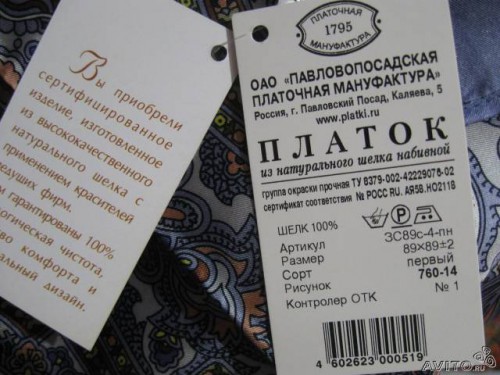 Вы приобрели
сертифицированное
изделие, изготовленное
из высококачественного
натурального шелка с
применением красителей
ведущих фирм.
гарантированы 100%
логическая чистота,
во комфорта и
альный дизайн.
ПЛАТОЧНАЯ
1795
МАНУФАКТУРА
ОАО «ПАВЛОВОПОСАДСКАЯ
ПЛАТОЧНАЯ МАНУФАКТУРА»
Россия, г. Павловский Посад, Каляева, 5
www.platki.ru
ПЛАТОК
из натурального шелка набивной
группа окраски прочная ТУ 8379-002-42229076-02
сертификат соответствия № РОСС RU. АЯ58.Н02118
ШЕЛК 100%
Артикул 3С89с-4-пн
Размер 89×89±2
Сорт первый
Рисунок 760-14
Контролер ОТК № 1
4 602623 000519
AVITO.RU